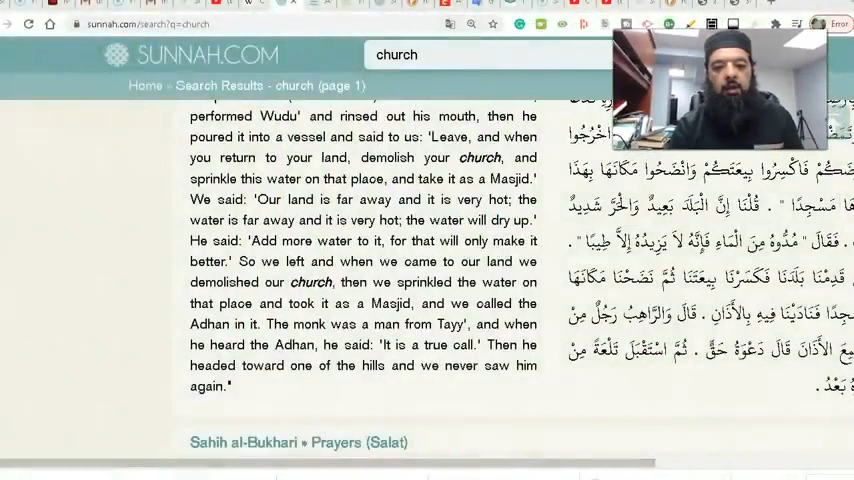 sunnah.com/search?q=church
Error
SUNNAH.COM
church
Home » Search Results - church (page 1)
performed Wudu' and rinsed out his mouth, then he
poured it into a vessel and said to us: 'Leave, and when
you return to your land, demolish your church, and
sprinkle this water on that place, and take it as a Masjid.'
We said: 'Our land is far away and it is very hot; the
water is far away and it is very hot; the water will dry up.'
He said: 'Add more water to it, for that will only make it
better.' So we left and when we came to our land we
demolished our church, then we sprinkled the water on
that place and took it as a Masjid, and we called the
Adhan in it. The monk was a man from Tayy', and when
he heard the Adhan, he said: 'It is a true call.' Then he
headed toward one of the hills and we never saw him
again."
اخْرُجُوا
فَاكْسِرُوا بِيعَتَكُمْ وَانْضَحُوا مَكَانَهَا بِهَذَا
مَسْجِدًا " . قُلْنَا إِنَّ الْبَلَدَ بَعِيدٌ وَالْحَرَّ شَدِيدٌ
. فَقَالَ " مُدُّوهُ مِنَ الْمَاءِ فَإِنَّهُ لاَ يَزِيدُهُ إِلاَّ طِيبًا " .
قَدِمْنَا بَلَدَنَا فَكَسَرْنَا بِيعَتَنَا ثُمَّ نَضَحْنَا مَكَانَهَا
فَنَادَيْنَا فِيهِ بِالأَذَانِ . قَالَ وَالرَّاهِبُ رَجُلٌ مِنْ
الأَذَانَ قَالَ دَعْوَةُ حَقٍّ . ثُمَّ اسْتَقْبَلَ تَلْعَةً مِنْ
بَعْدُ .
Sahih al-Bukhari » Prayers (Salat)